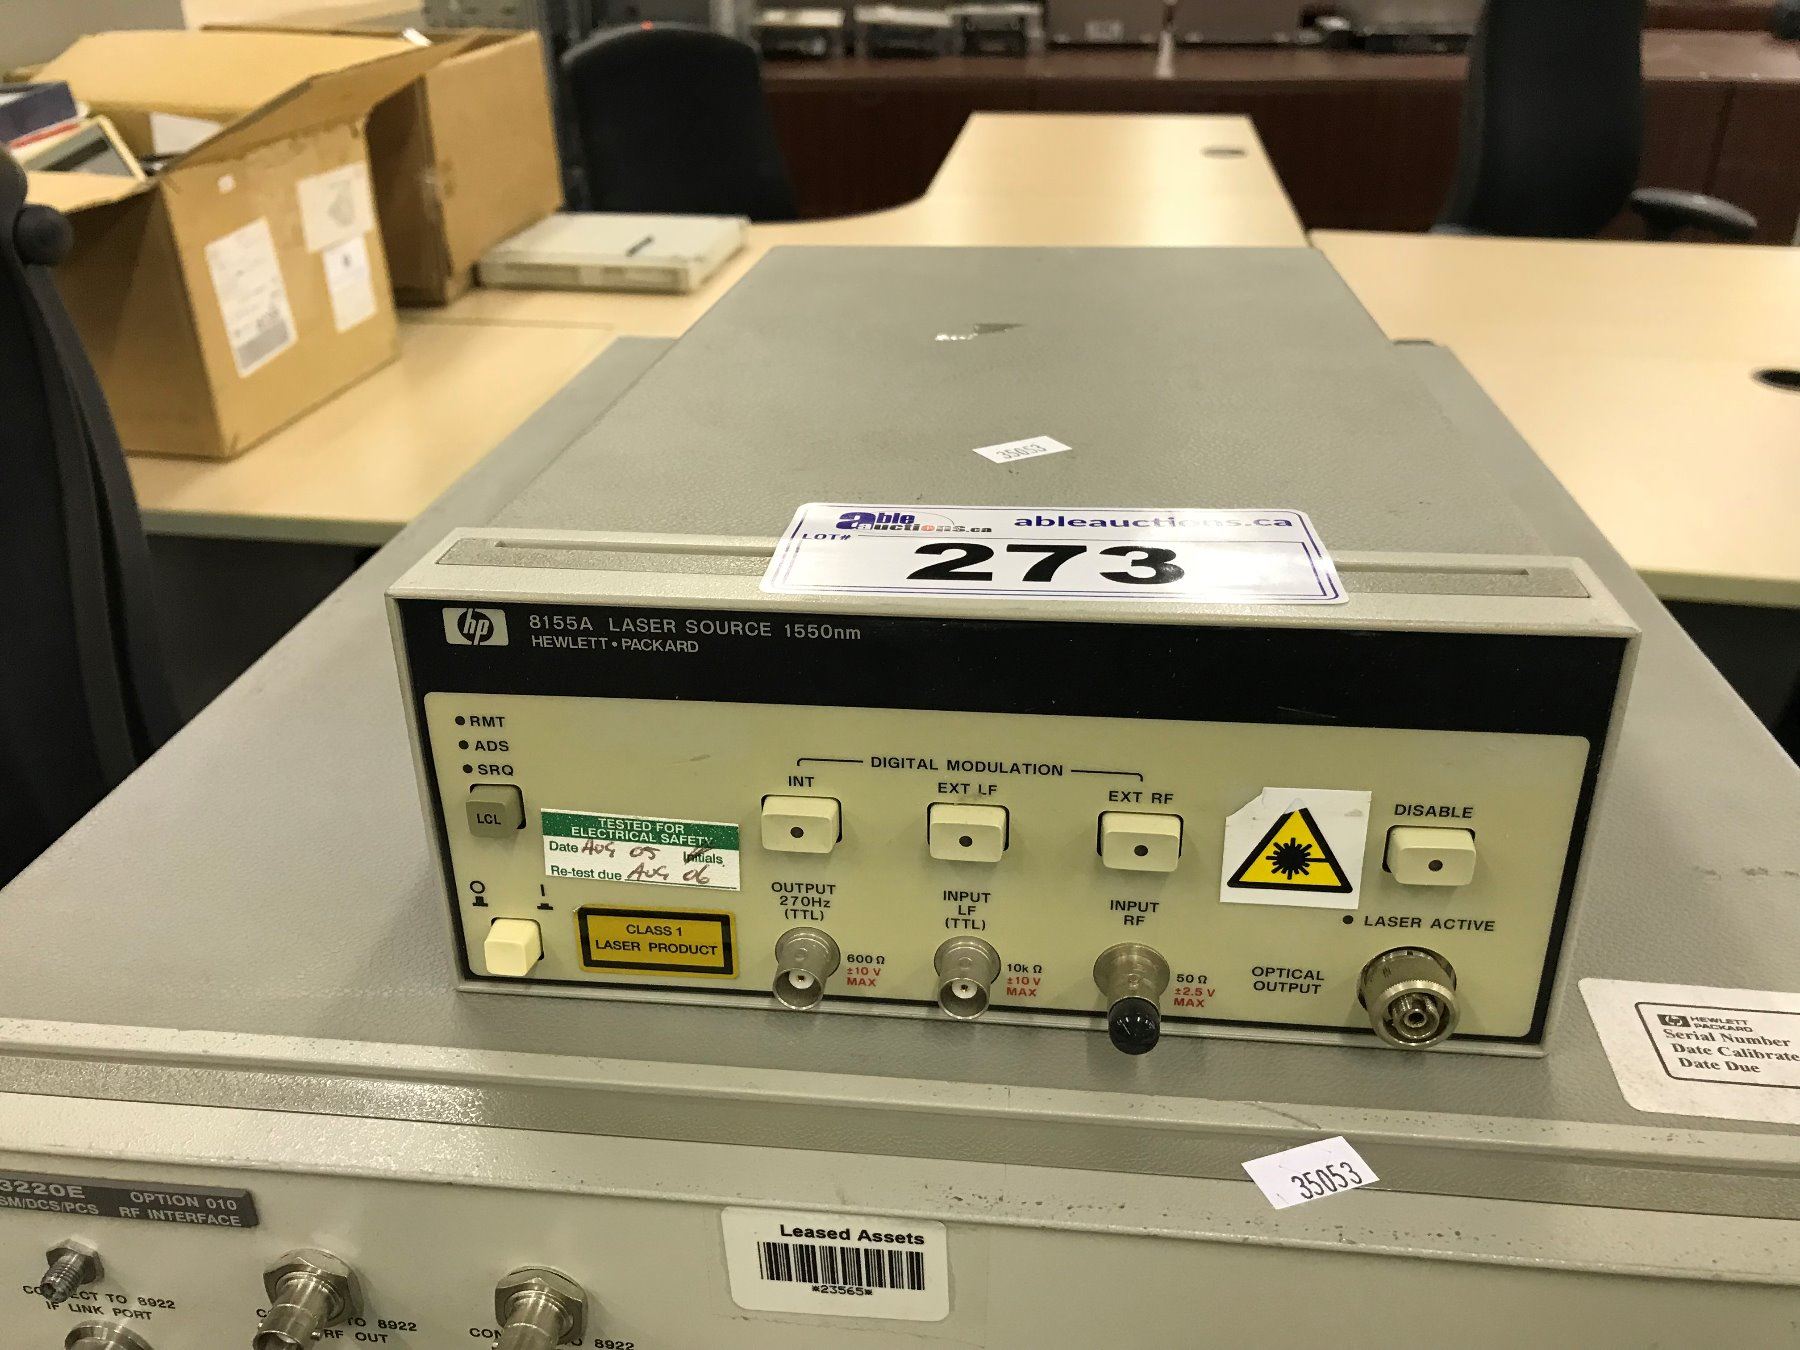 35053
able auctions.ca ableauctions.ca
LOT#
273
hp 8155A LASER SOURCE 1550nm
HEWLETT • PACKARD
RMT
ADS
SRQ
LCL
TESTED FOR
ELECTRICAL SAFETY
Date AUG 05 Initials
Re-test due AUG 06
CLASS 1
LASER PRODUCT
DIGITAL MODULATION
INT
EXT LF
EXT RF
DISABLE
OUTPUT
270Hz
(TTL)
600 Ω
±10 V
MAX
INPUT
LF
(TTL)
10k Ω
±10 V
MAX
INPUT
RF
50 Ω
±2.5 V
MAX
LASER ACTIVE
OPTICAL
OUTPUT
hp HEWLETT
PACKARD
Serial Number
Date Calibrate
Date Due
35053
3220E OPTION 010
SM/DCS/PCS RF INTERFACE
Leased Assets
*23565*
TO 8922
IF LINK PORT
TO 8922
RF OUT
8922